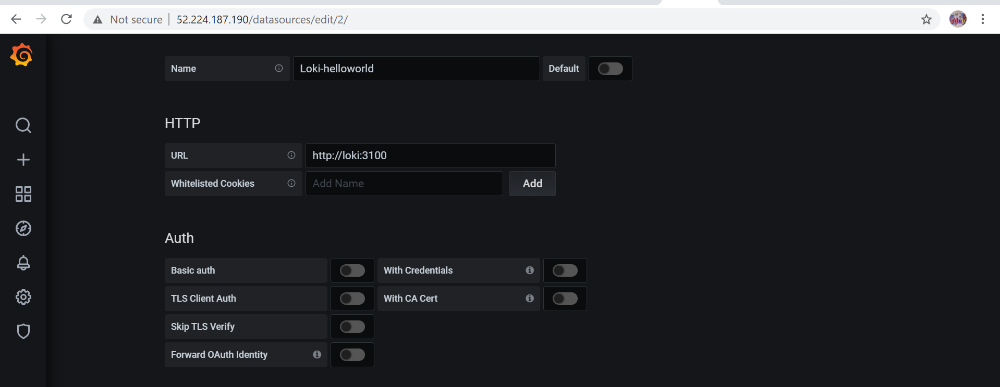 Not secure 52.224.187.190/datasources/edit/2/
Name Loki-helloworld Default
HTTP
URL http://loki:3100
Whitelisted Cookies Add Name Add
Auth
Basic auth With Credentials
TLS Client Auth With CA Cert
Skip TLS Verify
Forward OAuth Identity